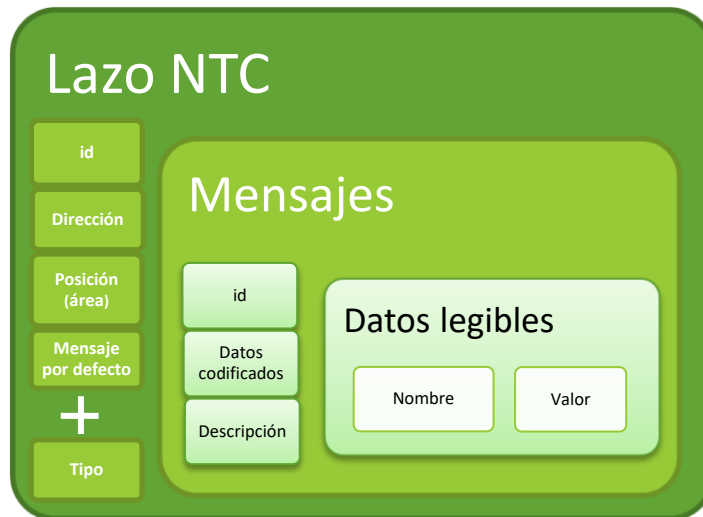 Lazo NTC
id
Dirección
Posición
(área)
Mensaje
por defecto
+
Tipo
Mensajes
id
Datos
codificados
Descripción
Datos legibles
Nombre
Valor